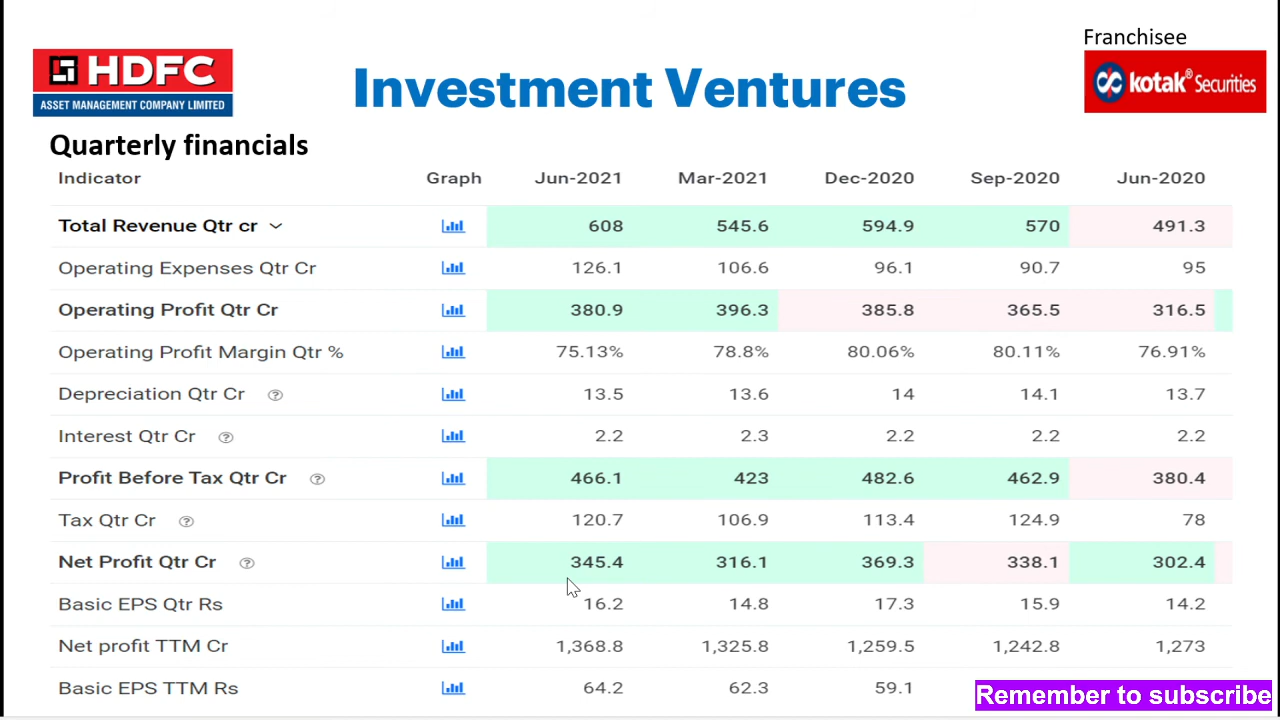 Franchisee
HDFC
ASSET MANAGEMENT COMPANY LIMITED
Investment Ventures
kotak® Securities
Quarterly financials
Indicator Graph Jun-2021 Mar-2021 Dec-2020 Sep-2020 Jun-2020
Total Revenue Qtr cr 608 545.6 594.9 570 491.3
Operating Expenses Qtr Cr 126.1 106.6 96.1 90.7 95
Operating Profit Qtr Cr 380.9 396.3 385.8 365.5 316.5
Operating Profit Margin Qtr % 75.13% 78.8% 80.06% 80.11% 76.91%
Depreciation Qtr Cr ? 13.5 13.6 14 14.1 13.7
Interest Qtr Cr ? 2.2 2.3 2.2 2.2 2.2
Profit Before Tax Qtr Cr ? 466.1 423 482.6 462.9 380.4
Tax Qtr Cr ? 120.7 106.9 113.4 124.9 78
Net Profit Qtr Cr ? 345.4 316.1 369.3 338.1 302.4
Basic EPS Qtr Rs 16.2 14.8 17.3 15.9 14.2
Net profit TTM Cr 1,368.8 1,325.8 1,259.5 1,242.8 1,273
Basic EPS TTM Rs 64.2 62.3 59.1
Remember to subscribe